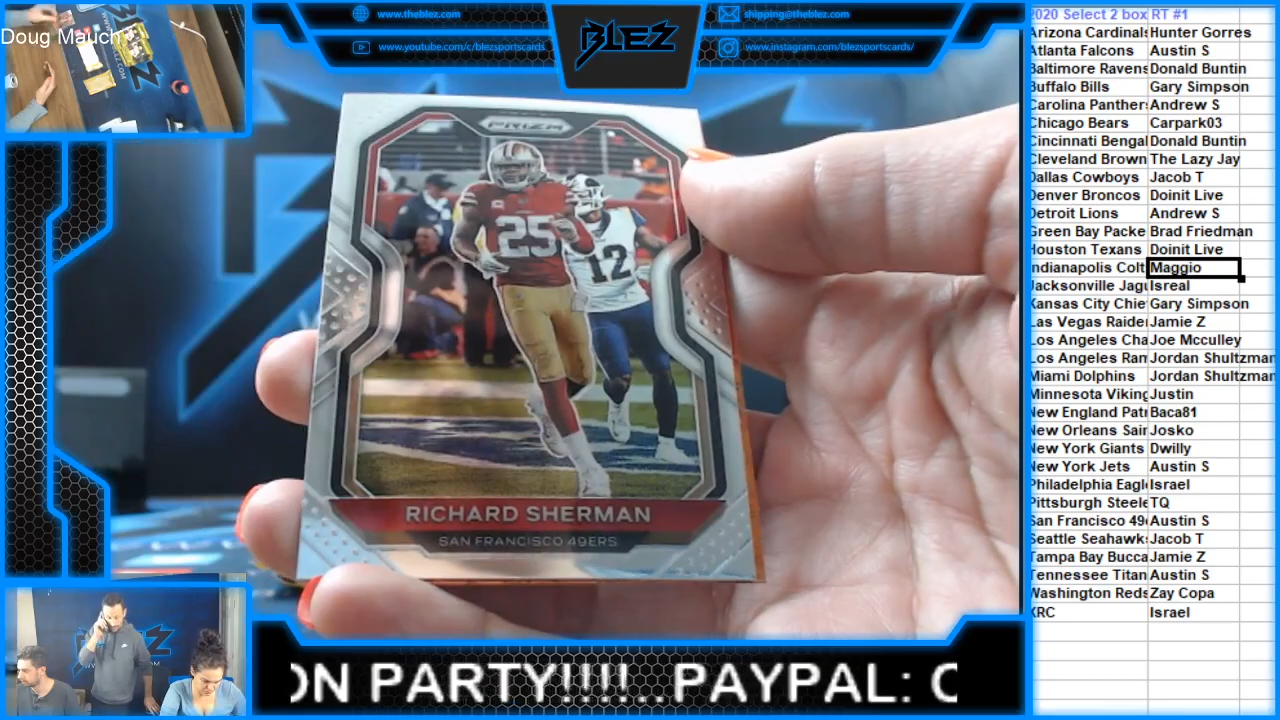 Doug Mauch
www.theblez.com
www.youtube.com/c/blezsportscards
BLEZ
shipping@theblez.com
www.instagram.com/blezsportscards/
PRIZM
25
12
RICHARD SHERMAN
SAN FRANCISCO 49ERS
ON PARTY!!!!..PAYPAL: C
2020 Select 2 box RT #1
Arizona Cardinals Hunter Gorres
Atlanta Falcons Austin S
Baltimore Ravens Donald Buntin
Buffalo Bills Gary Simpson
Carolina Panthers Andrew S
Chicago Bears Carpark03
Cincinnati Bengal Donald Buntin
Cleveland Brown The Lazy Jay
Dallas Cowboys Jacob T
Denver Broncos Doinit Live
Detroit Lions Andrew S
Green Bay Packe Brad Friedman
Houston Texans Doinit Live
Indianapolis Colt Maggio
Jacksonville Jagu Isreal
Kansas City Chie Gary Simpson
Las Vegas Raide Jamie Z
Los Angeles Cha Joe Mcculley
Los Angeles Ram Jordan Shultzman
Miami Dolphins Jordan Shultzman
Minnesota Viking Justin
New England Patr Baca81
New Orleans Sain Josko
New York Giants Dwilly
New York Jets Austin S
Philadelphia Eagle Israel
Pittsburgh Steele TQ
San Francisco 49e Austin S
Seattle Seahawks Jacob T
Tampa Bay Bucca Jamie Z
Tennessee Titan Austin S
Washington Reds Zay Copa
XRC Israel